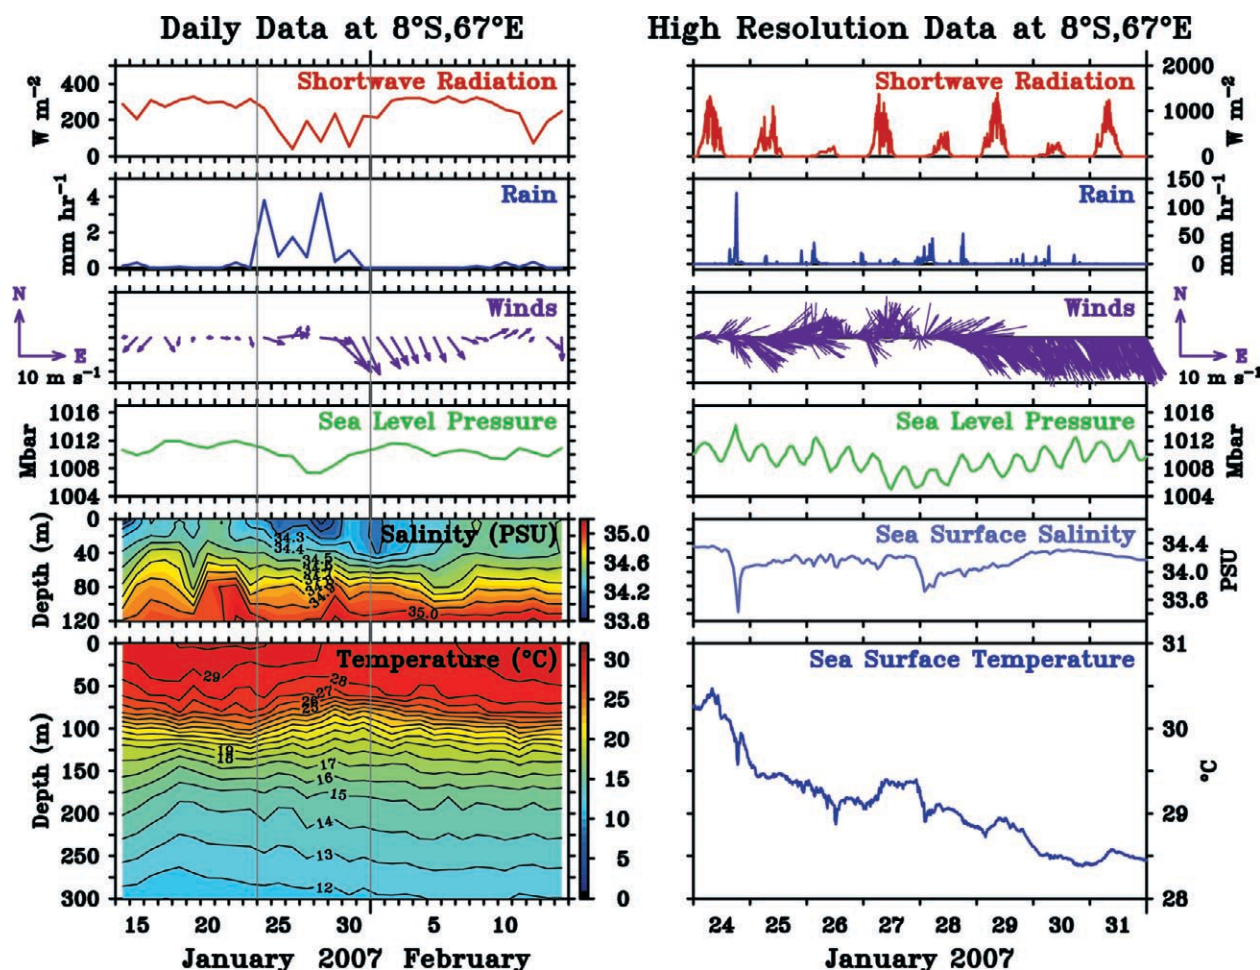 Daily Data at 8°S,67°E
High Resolution Data at 8°S,67°E
400
200
0
W m⁻²
Shortwave Radiation
Shortwave Radiation
2000
1000
0
W m⁻²
4
2
0
mm hr⁻¹
Rain
Rain
150
100
50
0
mm hr⁻¹
N
E
10 m s⁻¹
Winds
Winds
N
E
10 m s⁻¹
1016
1012
1008
1004
Mbar
Sea Level Pressure
Sea Level Pressure
1016
1012
1008
1004
Mbar
0
40
80
120
Depth (m)
Salinity (PSU)
34.3
34.4
34.5
34.9
35.0
35.0
34.6
34.2
33.8
Sea Surface Salinity
34.4
34.0
33.6
PSU
0
50
100
150
200
250
300
Depth (m)
Temperature (°C)
29
28
27
26
25
19
18
17
16
15
14
13
12
30
25
20
15
10
5
0
Sea Surface Temperature
31
30
29
28
°C
15 20 25 30 5 10
January 2007 February
24 25 26 27 28 29 30 31
January 2007